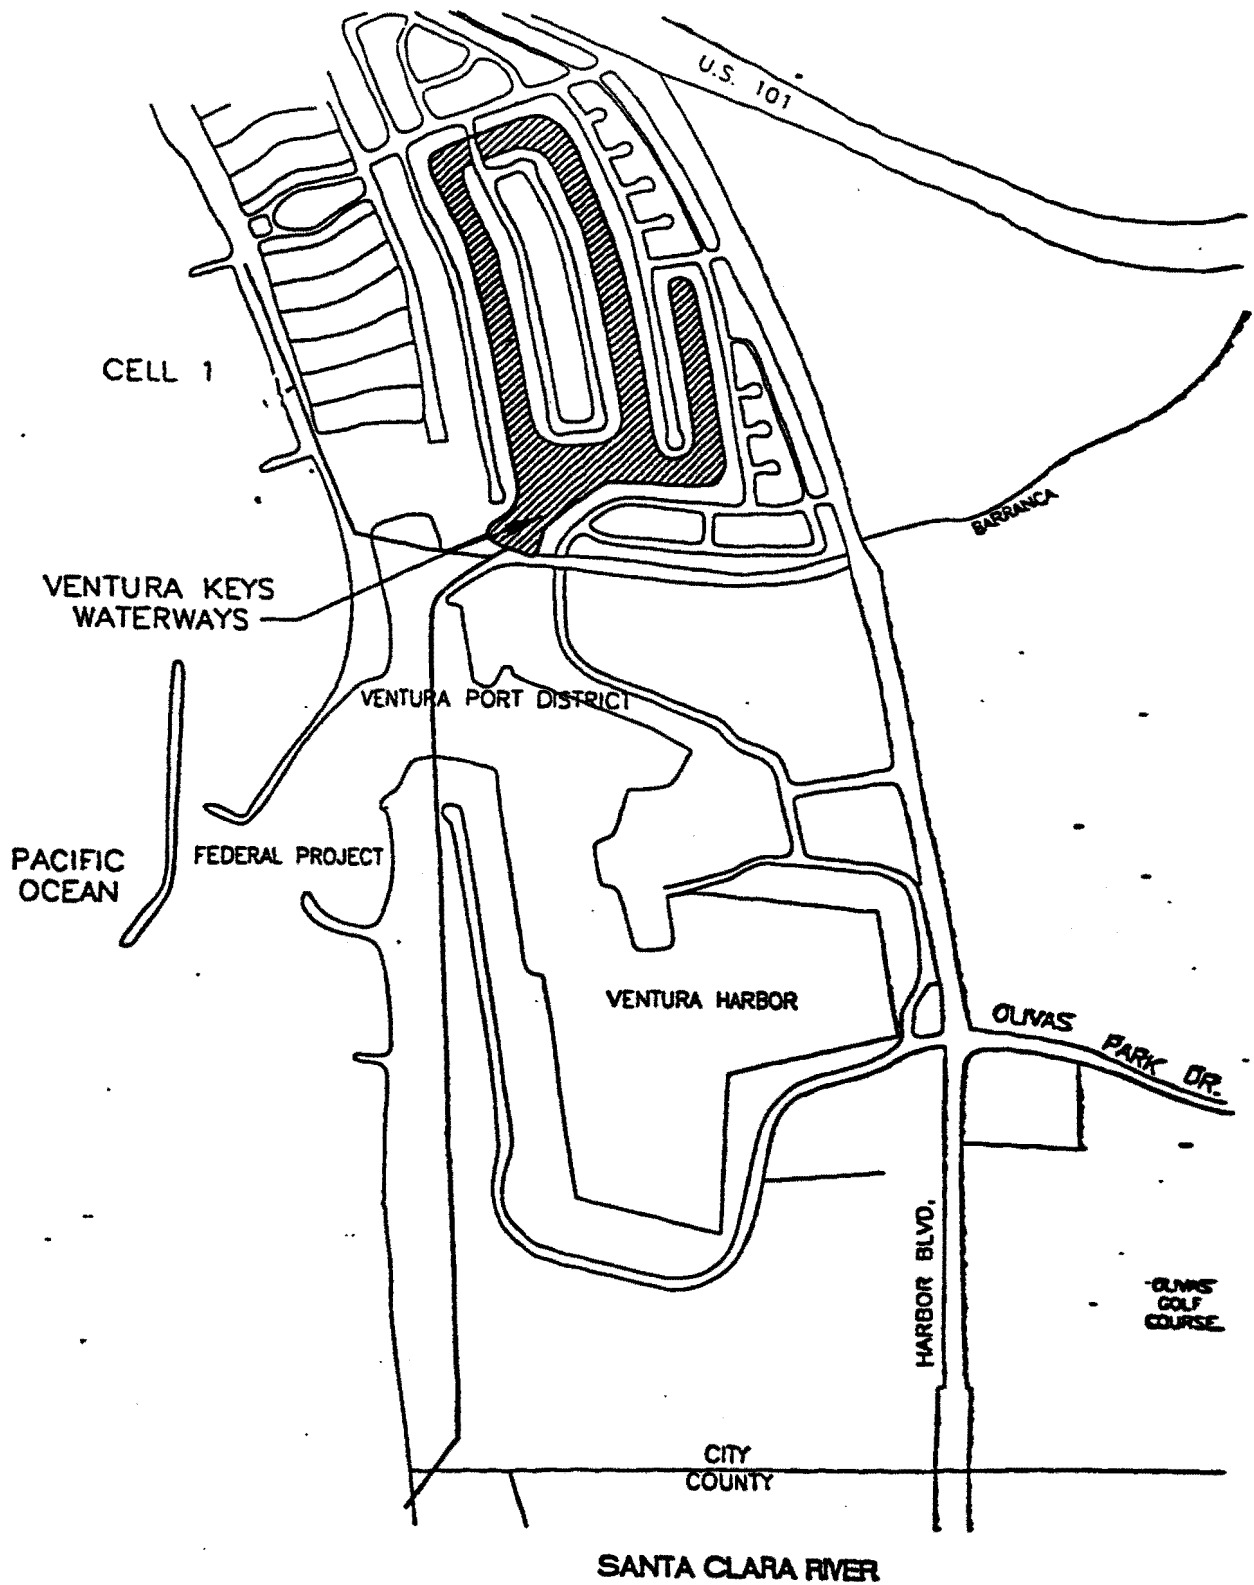 U.S. 101
CELL 1
BARRANCA
VENTURA KEYS
WATERWAYS
VENTURA PORT DISTRICT
PACIFIC
OCEAN
FEDERAL PROJECT
VENTURA HARBOR
OLIVAS PARK DR.
HARBOR BLVD.
OLIVAS
GOLF
COURSE
CITY
COUNTY
SANTA CLARA RIVER